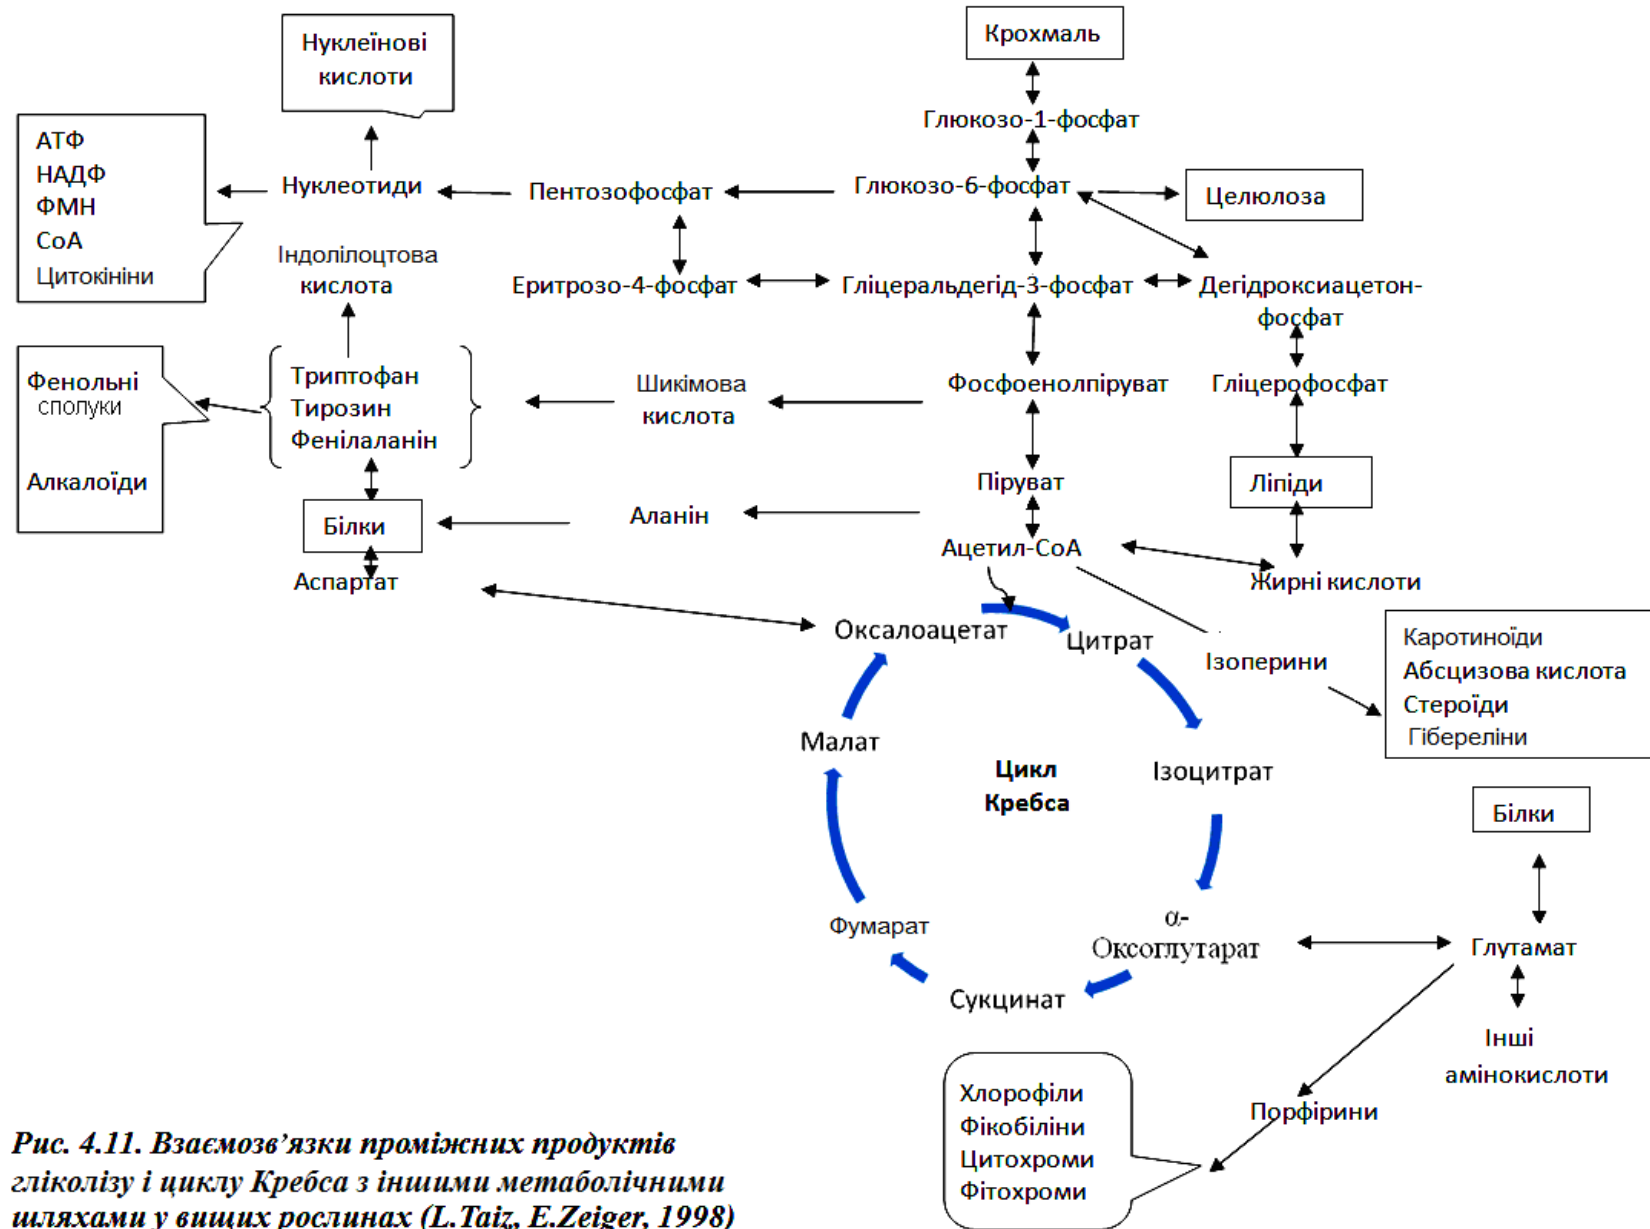 Нуклеїнові
кислоти
Крохмаль
Глюкозо-1-фосфат
АТФ
НАДФ
ФМН
СоА
Цитокініни
Нуклеотиди
Пентозофосфат
Глюкозо-6-фосфат
Целюлоза
Індолілоцтова
кислота
Еритрозо-4-фосфат
Гліцеральдегід-3-фосфат
Дегідроксиацетон-
фосфат
Фенольні
сполуки
Алкалоїди
Триптофан
Тирозин
Фенілаланін
Шикімова
кислота
Фосфоенолпіруват
Гліцерофосфат
Піруват
Ліпіди
Білки
Аланін
Ацетил-СоА
Жирні кислоти
Аспартат
Оксалоацетат
Цитрат
Ізоперини
Каротиноїди
Абсцизова кислота
Стероїди
Гібереліни
Малат
Цикл
Кребса
Ізоцитрат
Білки
Фумарат
α-
Оксоглутарат
Глутамат
Сукцинат
Інші
амінокислоти
Хлорофіли
Фікобіліни
Цитохроми
Фітохроми
Порфірини
Рис. 4.11. Взаємозв’язки проміжних продуктів
гліколізу і циклу Кребса з іншими метаболічними
шляхами у вищих рослинах (L.Taiz, E.Zeiger, 1998)